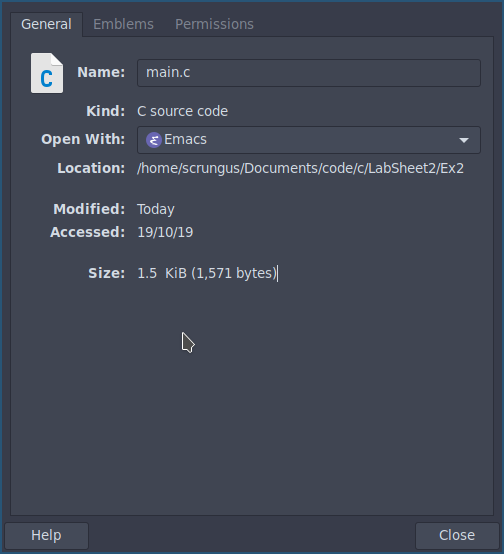 General Emblems Permissions
C
Name: main.c
Kind: C source code
Open With: Emacs
Location: /home/scrungus/Documents/code/c/LabSheet2/Ex2
Modified: Today
Accessed: 19/10/19
Size: 1.5 KiB (1,571 bytes)
Help Close